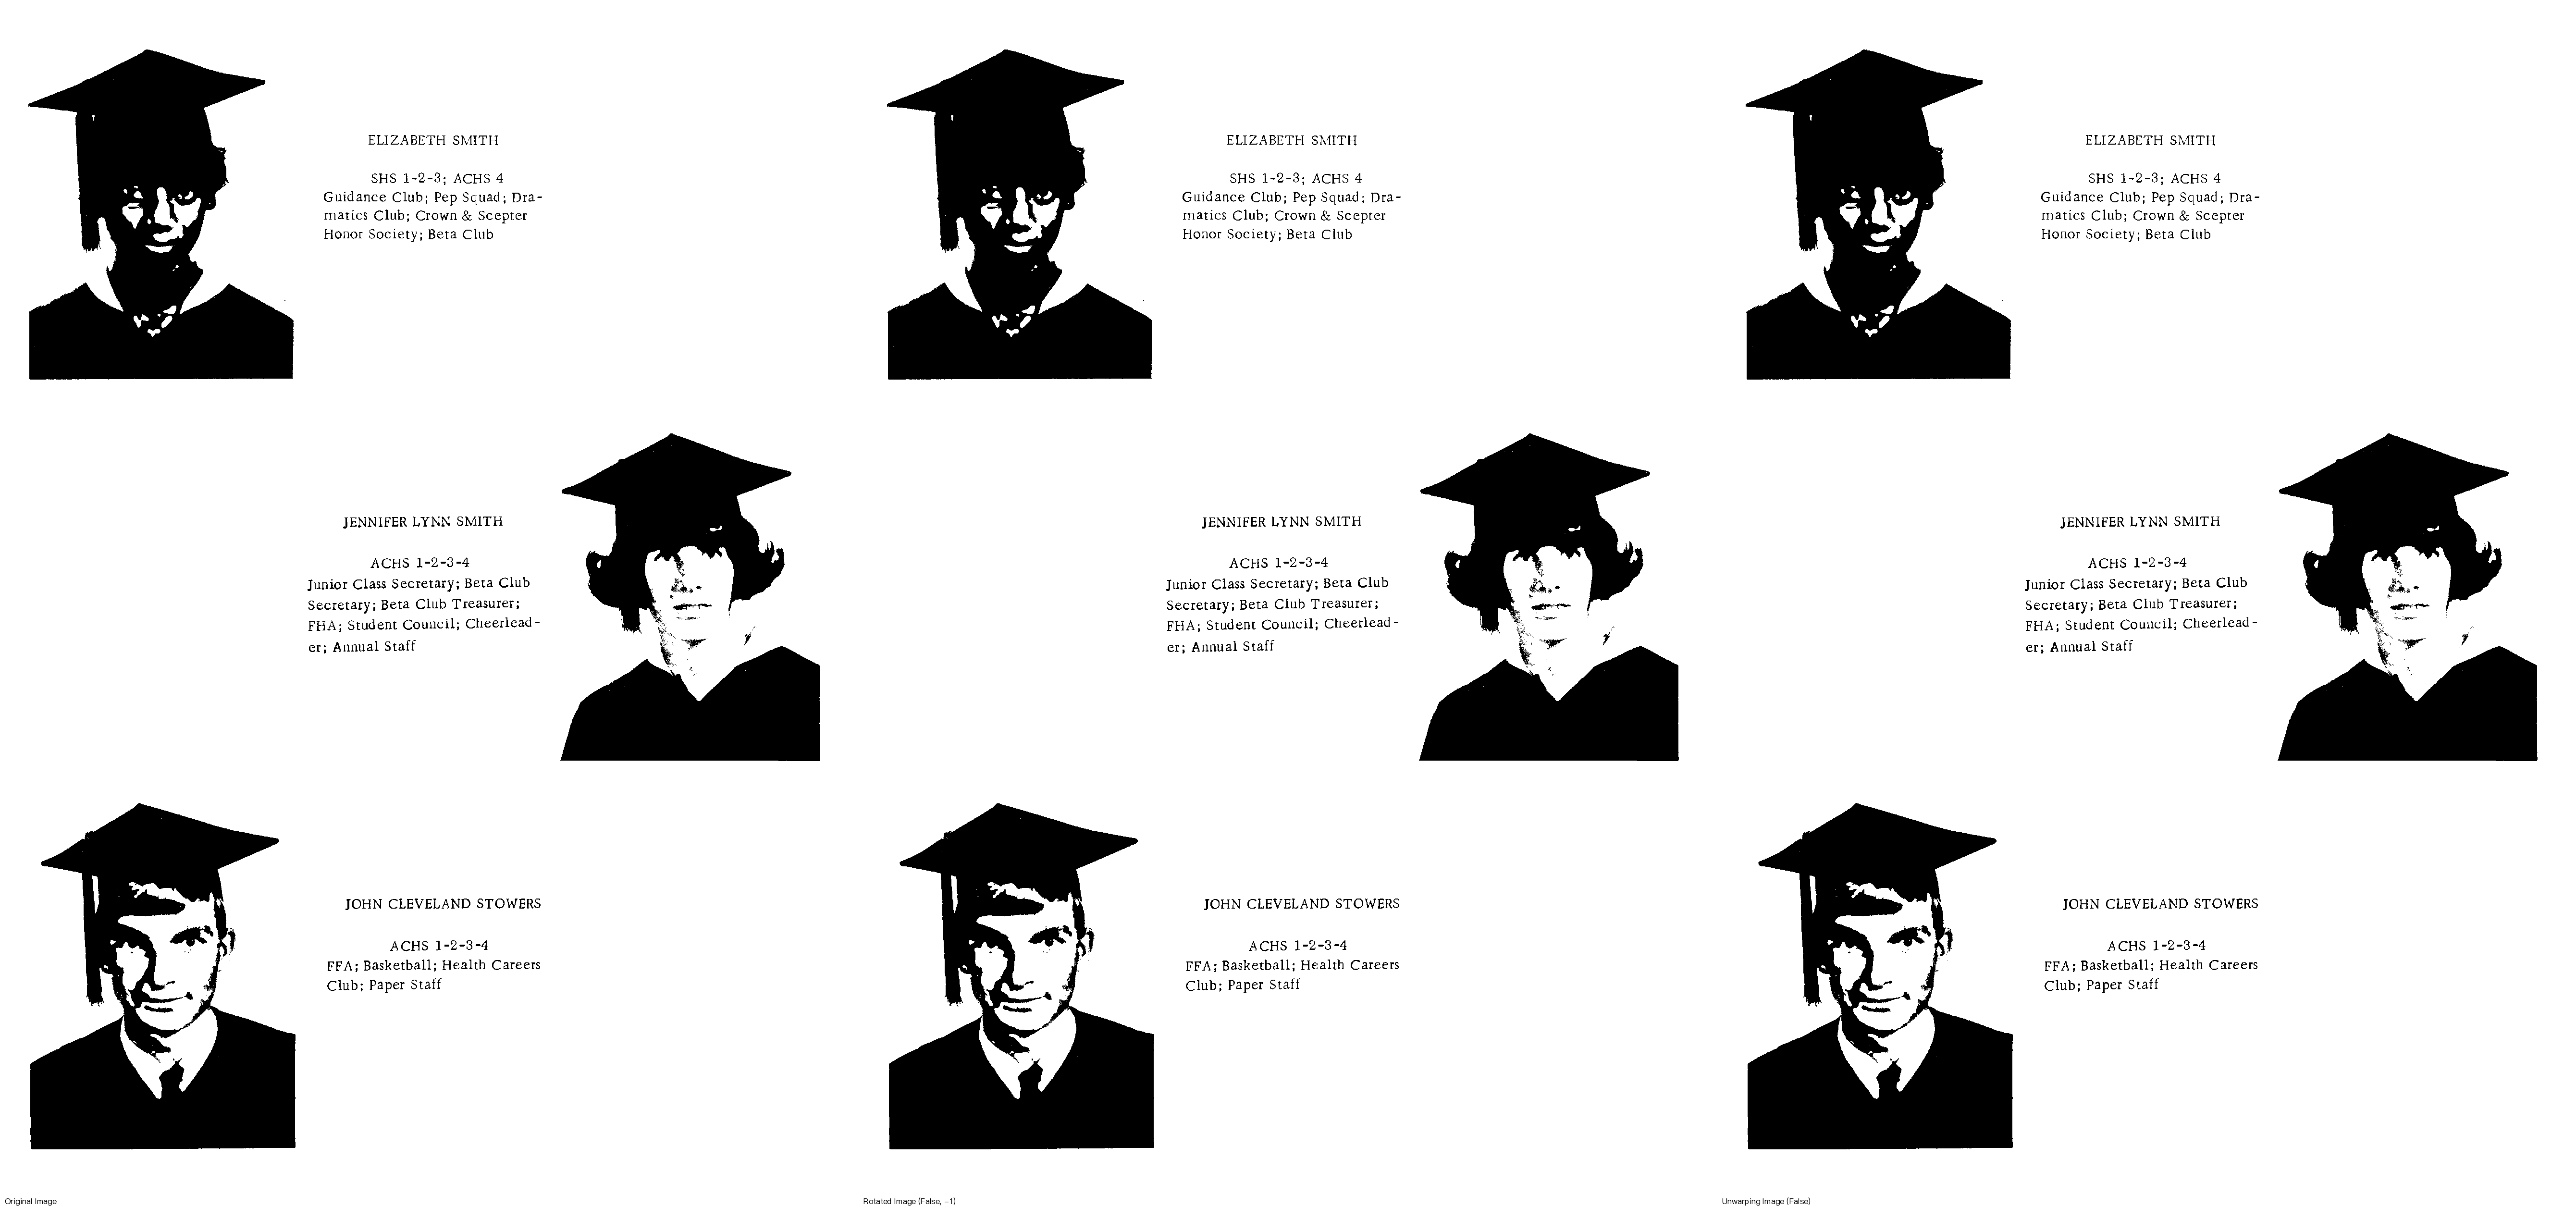 ELIZABETH SMITH
SHS 1-2-3; ACHS 4
Guidance Club; Pep Squad; Dra-
matics Club; Crown & Scepter
Honor Society; Beta Club
JENNIFER LYNN SMITH
ACHS 1-2-3-4
Junior Class Secretary; Beta Club
Secretary; Beta Club Treasurer;
FHA; Student Council; Cheerlead-
er; Annual Staff
JOHN CLEVELAND STOWERS
ACHS 1-2-3-4
FFA; Basketball; Health Careers
Club; Paper Staff
Original Image
ELIZABETH SMITH
SHS 1-2-3; ACHS 4
Guidance Club; Pep Squad; Dra-
matics Club; Crown & Scepter
Honor Society; Beta Club
JENNIFER LYNN SMITH
ACHS 1-2-3-4
Junior Class Secretary; Beta Club
Secretary; Beta Club Treasurer;
FHA; Student Council; Cheerlead-
er; Annual Staff
JOHN CLEVELAND STOWERS
ACHS 1-2-3-4
FFA; Basketball; Health Careers
Club; Paper Staff
Rotated Image (False, -1)
ELIZABETH SMITH
SHS 1-2-3; ACHS 4
Guidance Club; Pep Squad; Dra-
matics Club; Crown & Scepter
Honor Society; Beta Club
JENNIFER LYNN SMITH
ACHS 1-2-3-4
Junior Class Secretary; Beta Club
Secretary; Beta Club Treasurer;
FHA; Student Council; Cheerlead-
er; Annual Staff
JOHN CLEVELAND STOWERS
ACHS 1-2-3-4
FFA; Basketball; Health Careers
Club; Paper Staff
Unwarping Image (False)